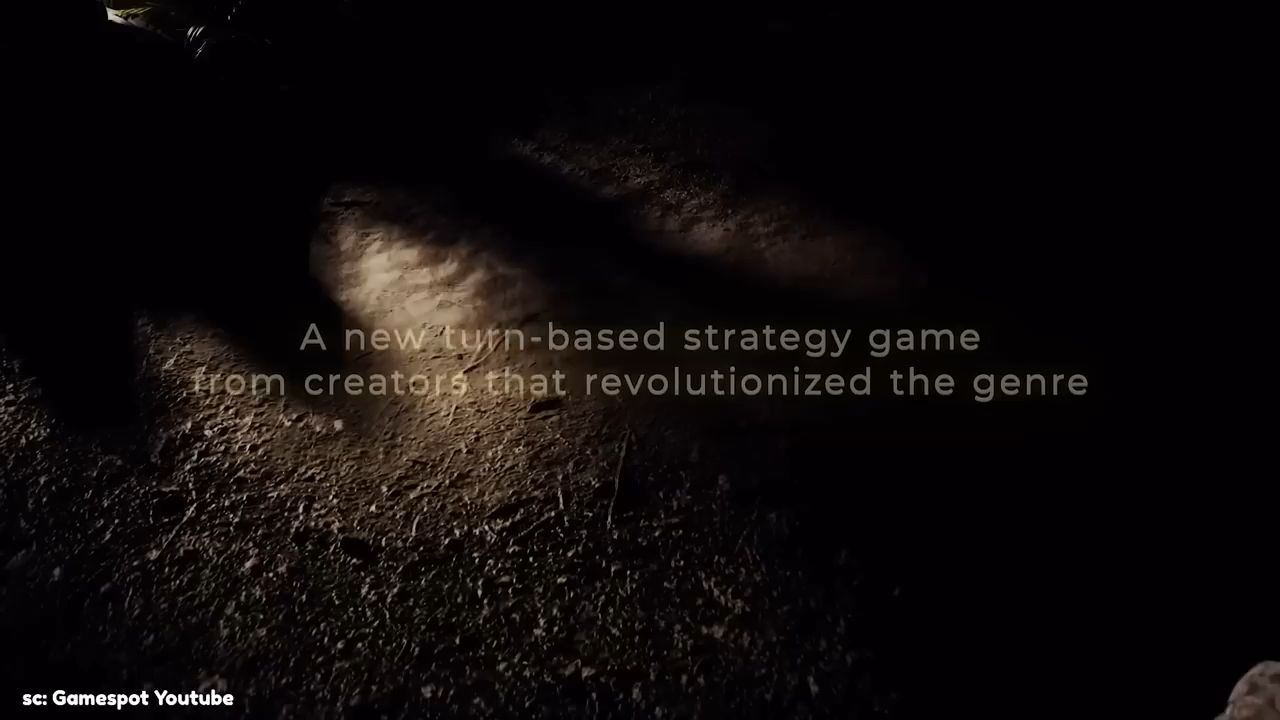 A new turn-based strategy game
from creators that revolutionized the genre
sc: Gamespot Youtube